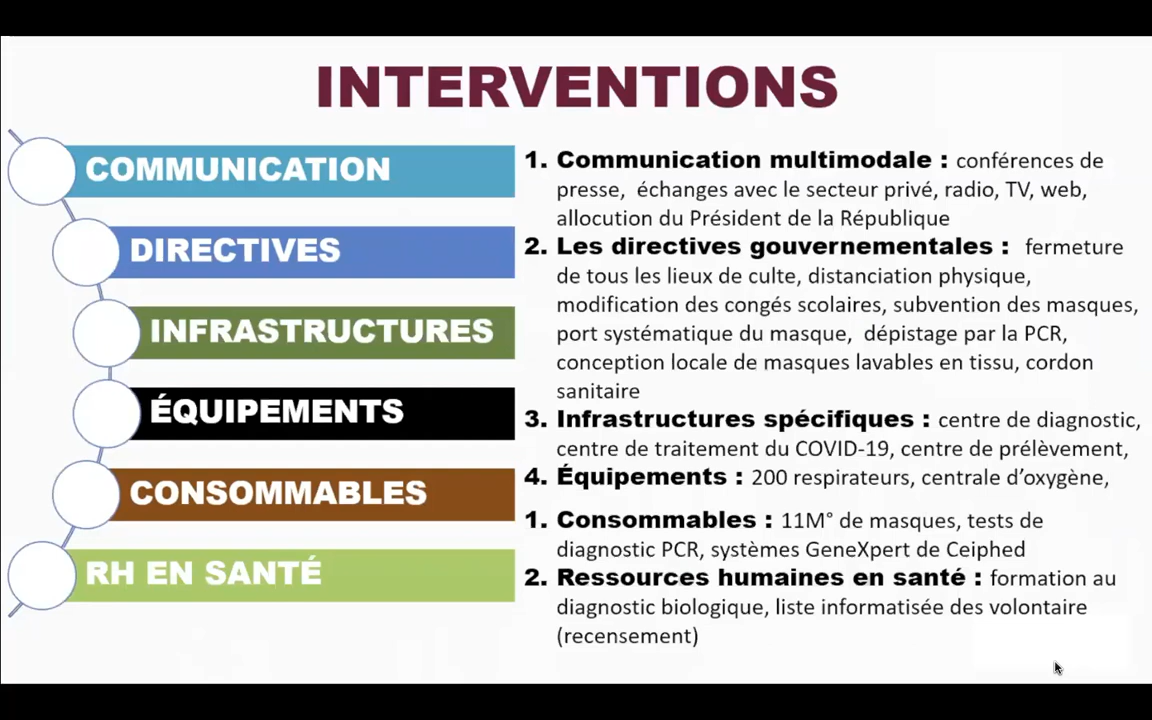 INTERVENTIONS
COMMUNICATION
DIRECTIVES
INFRASTRUCTURES
ÉQUIPEMENTS
CONSOMMABLES
RH EN SANTÉ
1. Communication multimodale : conférences de
presse, échanges avec le secteur privé, radio, TV, web,
allocution du Président de la République
2. Les directives gouvernementales : fermeture
de tous les lieux de culte, distanciation physique,
modification des congés scolaires, subvention des masques,
port systématique du masque, dépistage par la PCR,
conception locale de masques lavables en tissu, cordon
sanitaire
3. Infrastructures spécifiques : centre de diagnostic,
centre de traitement du COVID-19, centre de prélèvement,
4. Équipements : 200 respirateurs, centrale d’oxygène,
1. Consommables : 11M° de masques, tests de
diagnostic PCR, systèmes GeneXpert de Ceiphed
2. Ressources humaines en santé : formation au
diagnostic biologique, liste informatisée des volontaire
(recensement)